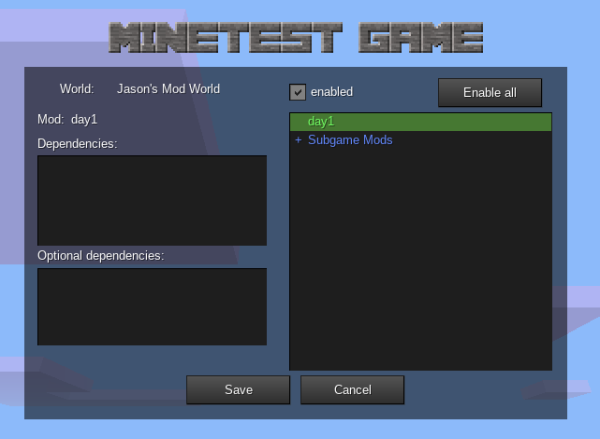 MINETEST GAME
World: Jason's Mod World
Mod: day1
Dependencies:
Optional dependencies:
enabled
Enable all
day1
+ Subgame Mods
Save
Cancel